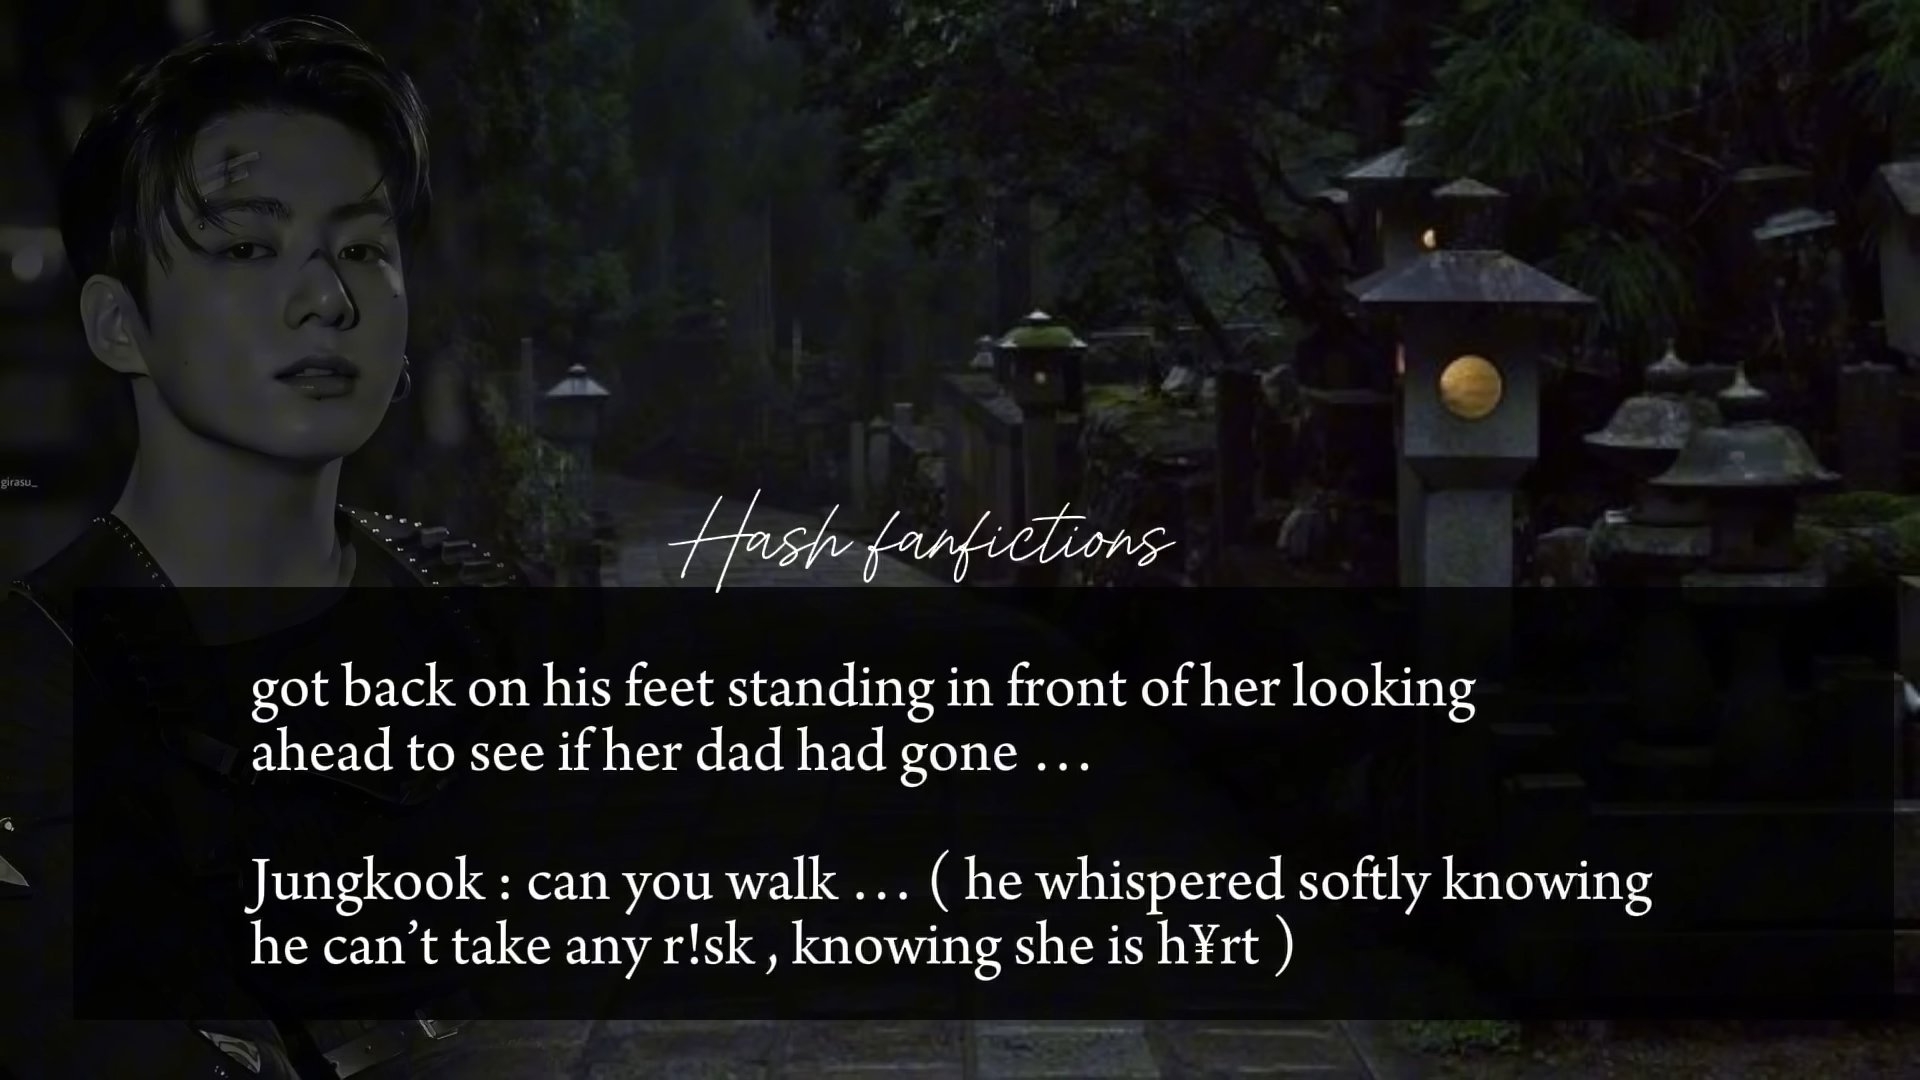 girasu_
Hash fanfictions
got back on his feet standing in front of her looking
ahead to see if her dad had gone …
Jungkook : can you walk … ( he whispered softly knowing
he can’t take any r!sk , knowing she is h¥rt )